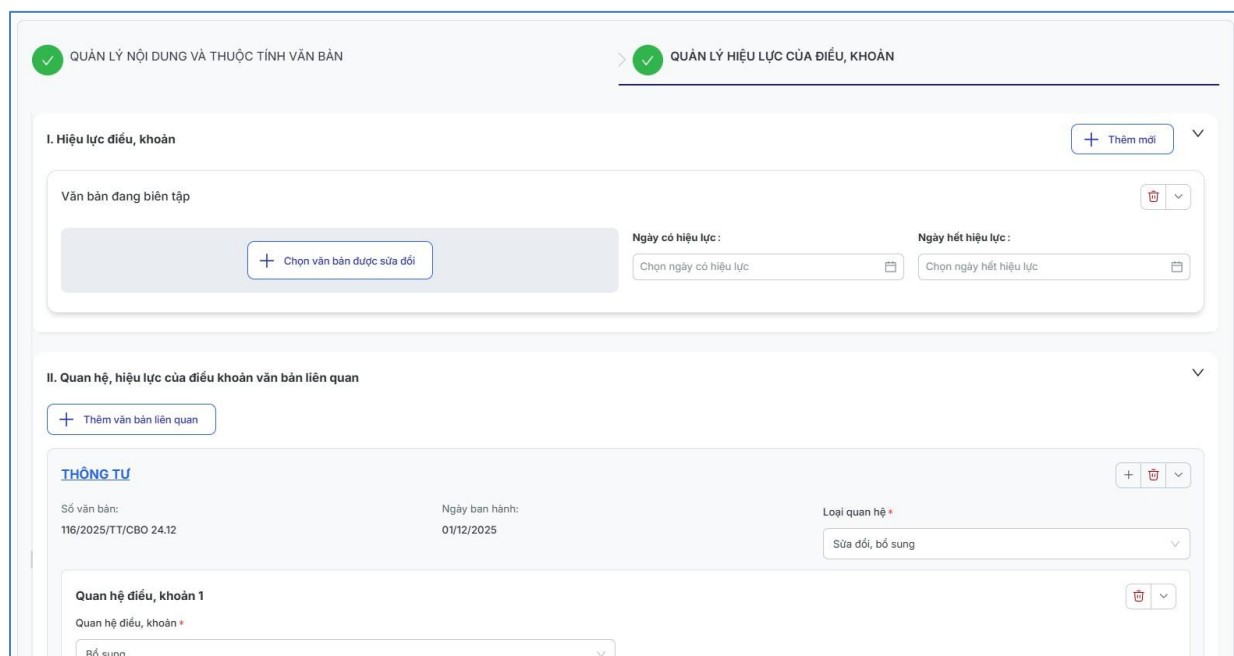 QUẢN LÝ NỘI DUNG VÀ THUỘC TÍNH VĂN BẢN
QUẢN LÝ HIỆU LỰC CỦA ĐIỀU, KHOẢN
I. Hiệu lực điều, khoản
Thêm mới
Văn bản đang biên tập
Chọn văn bản được sửa đổi
Ngày có hiệu lực :
Ngày hết hiệu lực :
Chọn ngày có hiệu lực
Chọn ngày hết hiệu lực
II. Quan hệ, hiệu lực của điều khoản văn bản liên quan
Thêm văn bản liên quan
THÔNG TƯ
Số văn bản:
Ngày ban hành:
Loại quan hệ *
116/2025/TT/CBO 24.12
01/12/2025
Sửa đổi, bổ sung
Quan hệ điều, khoản 1
Quan hệ điều, khoản *
Bổ sung